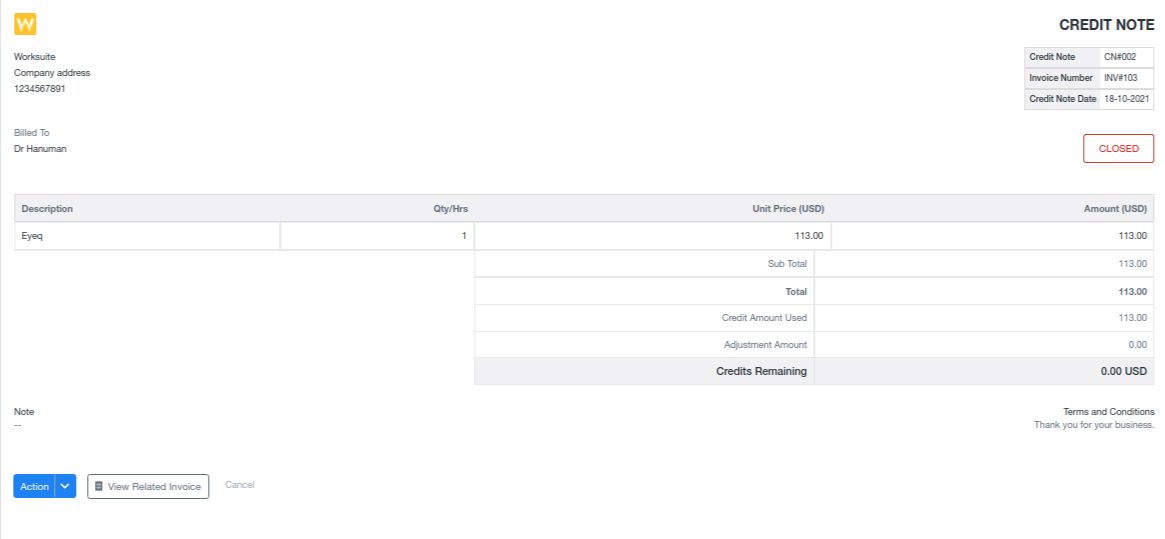 W
CREDIT NOTE
Worksuite
Company address
1234567891
Credit Note CN#002
Invoice Number INV#103
Credit Note Date 18-10-2021
Billed To
Dr Hanuman
CLOSED
Description Qty/Hrs Unit Price (USD) Amount (USD)
Eyeq 1 113.00 113.00
Sub Total 113.00
Total 113.00
Credit Amount Used 113.00
Adjustment Amount 0.00
Credits Remaining 0.00 USD
Note
--
Terms and Conditions
Thank you for your business.
Action View Related Invoice Cancel